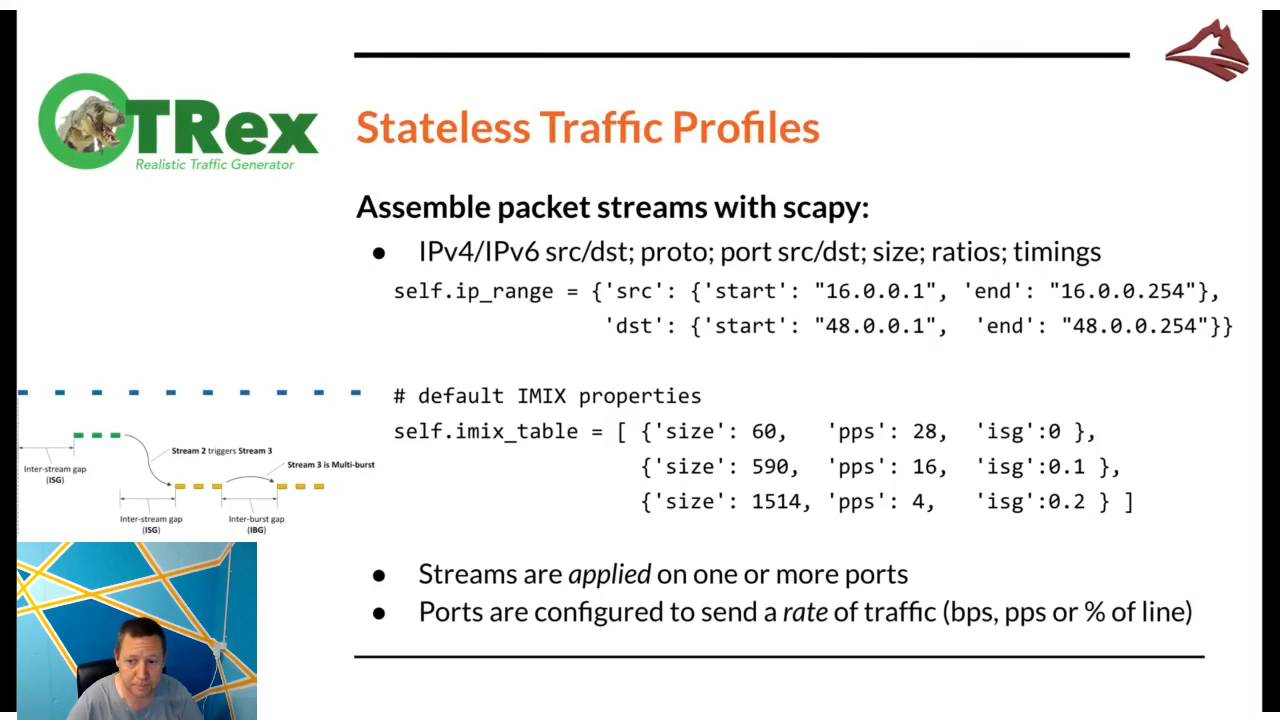 TRex
Realistic Traffic Generator
Stateless Traffic Profiles
Assemble packet streams with scapy:
● IPv4/IPv6 src/dst; proto; port src/dst; size; ratios; timings
self.ip_range = {'src': {'start': "16.0.0.1", 'end': "16.0.0.254"},
'dst': {'start': "48.0.0.1", 'end': "48.0.0.254"}}
# default IMIX properties
self.imix_table = [ {'size': 60, 'pps': 28, 'isg':0 },
{'size': 590, 'pps': 16, 'isg':0.1 },
{'size': 1514, 'pps': 4, 'isg':0.2 } ]
Stream 2 triggers Stream 3
Stream 3 is Multi-burst
Inter-stream gap
(ISG)
Inter-stream gap
(ISG)
Inter-burst gap
(IBG)
● Streams are applied on one or more ports
● Ports are configured to send a rate of traffic (bps, pps or % of line)